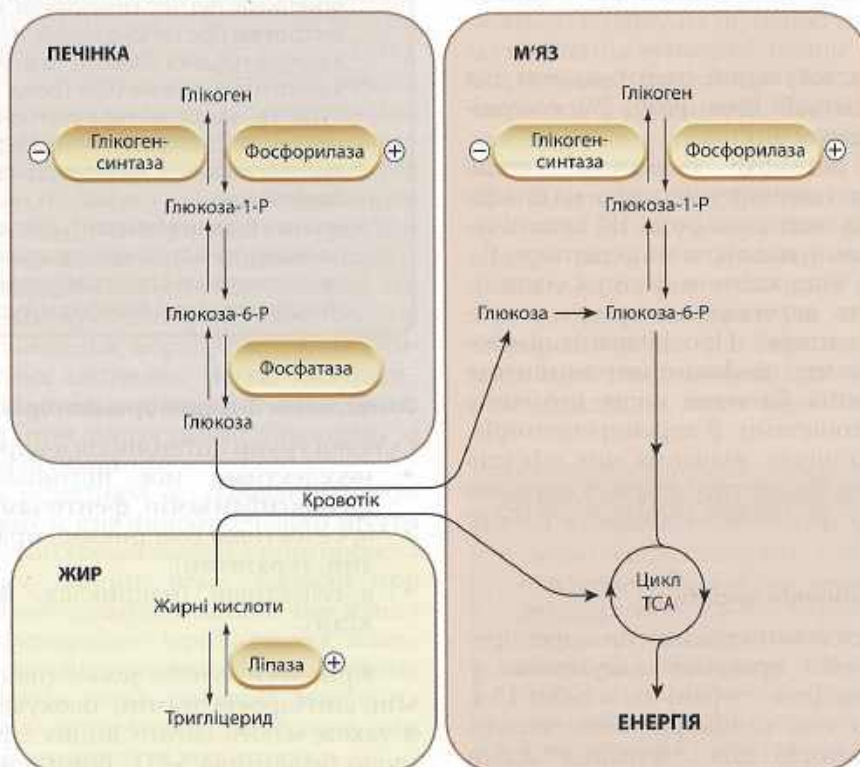 ПЕЧІНКА
Глікоген
−
Глікоген-
синтаза
Фосфорилаза
+
Глюкоза-1-Р
Глюкоза-6-Р
Фосфатаза
Глюкоза
М'ЯЗ
Глікоген
−
Глікоген-
синтаза
Фосфорилаза
+
Глюкоза-1-Р
Глюкоза
Глюкоза-6-Р
Кровотік
ЖИР
Жирні кислоти
Ліпаза
+
Тригліцерид
Цикл
ТСА
ЕНЕРГІЯ